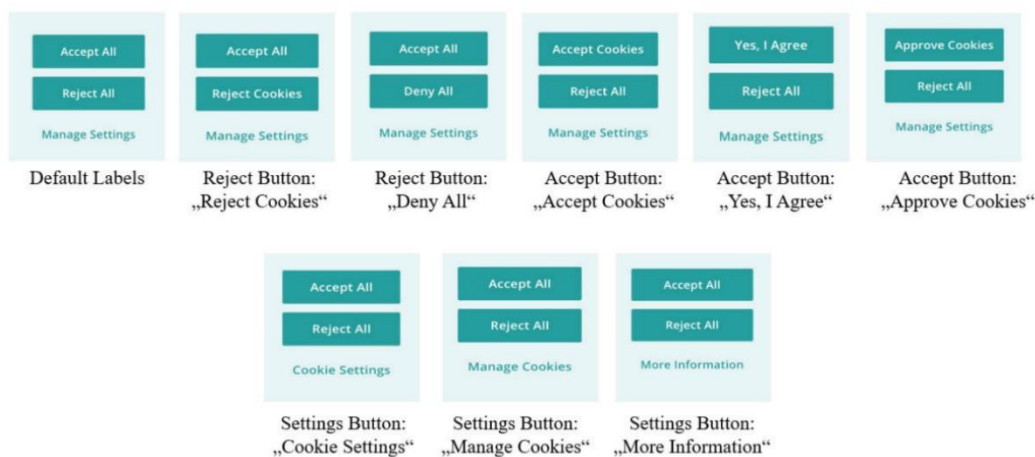 Accept All
Reject All
Manage Settings
Default Labels
Accept All
Reject Cookies
Manage Settings
Reject Button:
„Reject Cookies“
Accept All
Deny All
Manage Settings
Reject Button:
„Deny All“
Accept Cookies
Reject All
Manage Settings
Accept Button:
„Accept Cookies“
Yes, I Agree
Reject All
Manage Settings
Accept Button:
„Yes, I Agree“
Approve Cookies
Reject All
Manage Settings
Accept Button:
„Approve Cookies“
Accept All
Reject All
Cookie Settings
Settings Button:
„Cookie Settings“
Accept All
Reject All
Manage Cookies
Settings Button:
„Manage Cookies“
Accept All
Reject All
More Information
Settings Button:
„More Information“